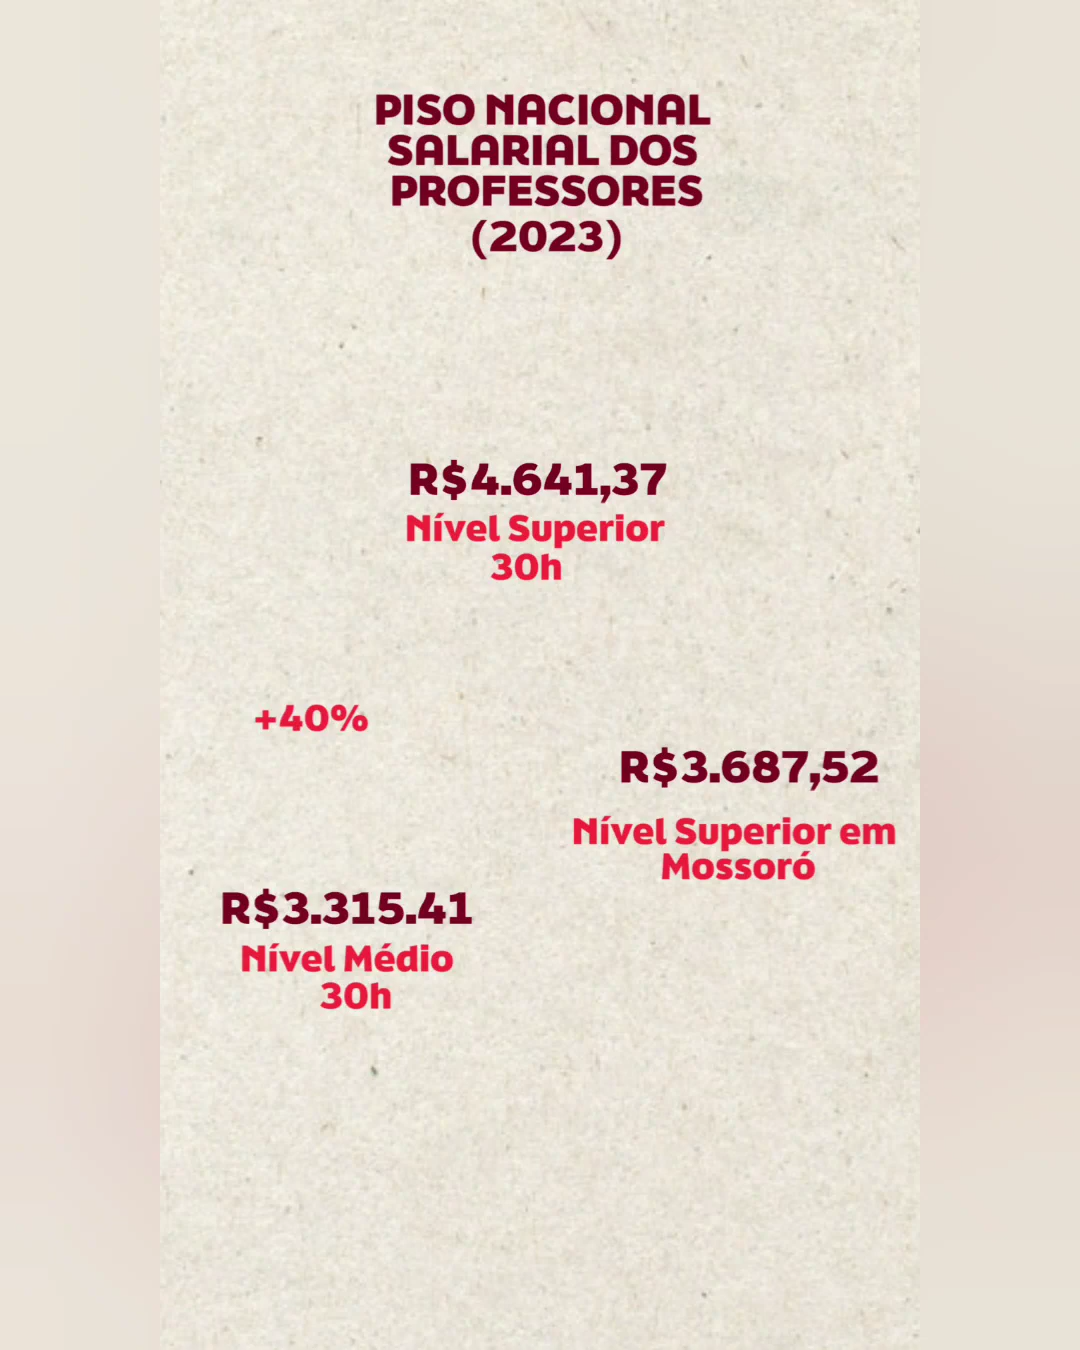 PISO NACIONAL
SALARIAL DOS
PROFESSORES
(2023)
R$4.641,37
Nível Superior
30h
+40%
R$3.687,52
Nível Superior em
Mossoró
R$3.315.41
Nível Médio
30h